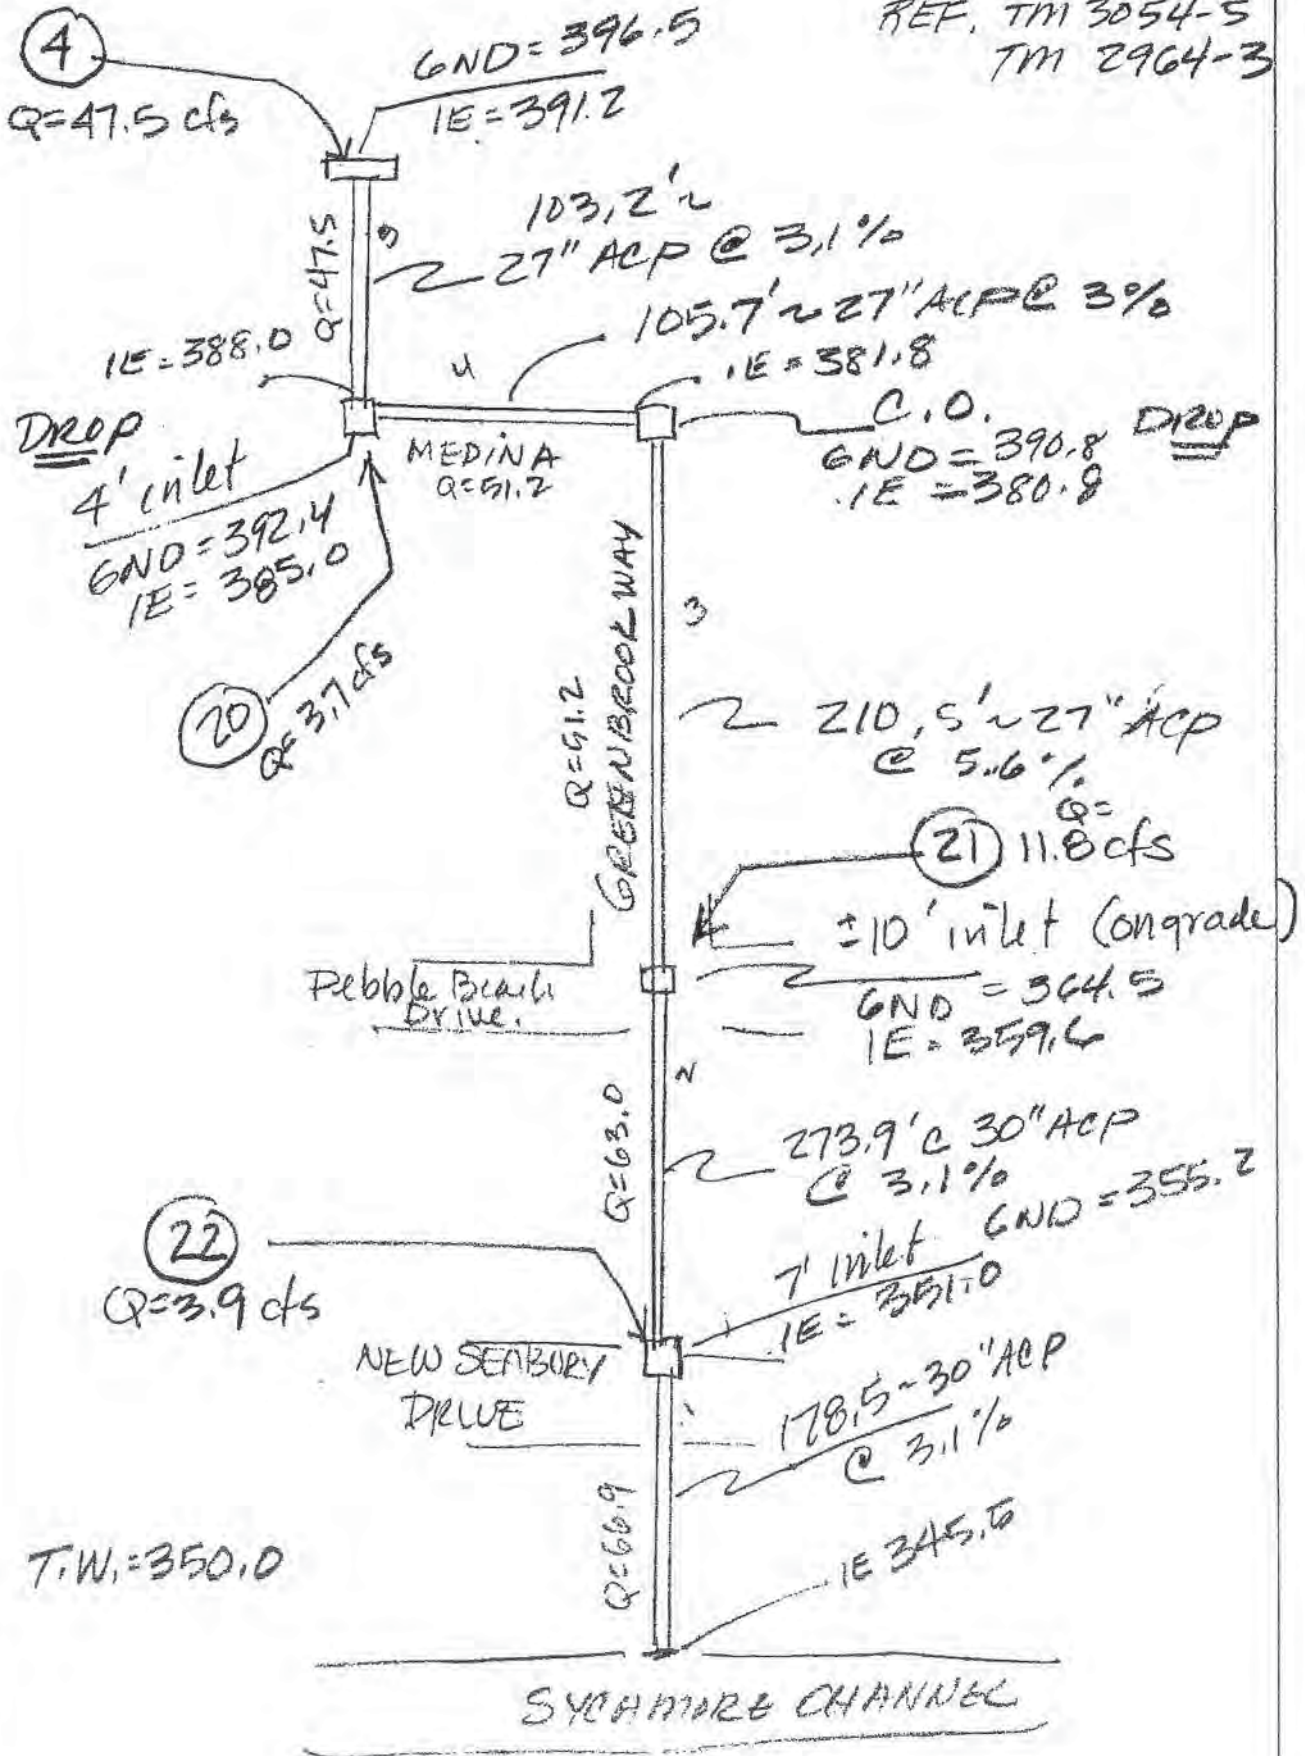 REF. TM 3054-5
TM 2964-3
4
Q=47.5 cfs
GND = 396.5
IE = 391.2
103.2' ~
27" ACP @ 3.1%
Q=47.5
5
105.7' ~ 27" ACP @ 3%
IE = 388.0
4
IE = 381.8
DROP
4' inlet
GND = 392.4
IE = 385.0
MEDINA
Q=51.2
C.O.
GND = 390.8
IE = 380.8
DROP
20
Q= 3.7 cfs
Q=51.2
GREENBROOK WAY
3
210.5' ~ 27" ACP
@ 5.6%
Q=
21 11.8 cfs
±10' inlet (ongrade)
GND = 364.5
IE = 359.6
Pebble Beach
Drive.
Q=63.0
2
273.9' @ 30" ACP
@ 3.1%
22
Q=3.9 cfs
7' inlet GND = 355.2
IE = 351.0
NEW SEABURY
DRIVE
178.5 ~ 30" ACP
@ 3.1%
Q=66.9
T.W. = 350.0
IE 345.5
SYCAMORE CHANNEL